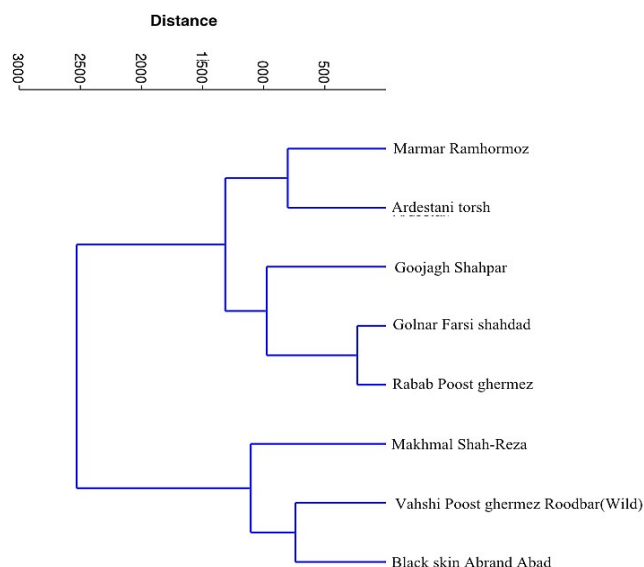 Distance
3000
2500
2000
1500
000
500
Marmar Ramhormoz
Ardestani torsh
Goojagh Shahpar
Golnar Farsi shahdad
Rabab Poost ghermez
Makhmal Shah-Reza
Vahshi Poost ghermez Roodbar(Wild)
Black skin Abrand Abad